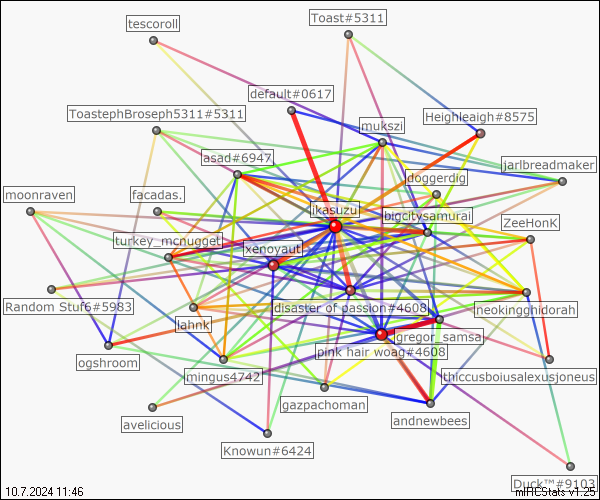 tescoroll
Toast#5311
default#0617
ToastephBroseph5311#5311
Heighleaigh#8575
mukszi
asad#6947
jarlbreadmaker
doggerdig
moonraven
facadas.
ikasuzu
bigcitysamurai
ZeeHonK
turkey_mcnugget
xenoyaut
Random Stuf6#5983
disaster of passion#4608
neokingghidorah
lahnk
gregor_samsa
ogshroom
pink hair woag#4608
mingus4742
thiccusboiusalexusjoneus
gazpachoman
avelicious
andnewbees
Knowun#6424
Duck™#9103
10.7.2024 11:46
mIRCStats v1.25